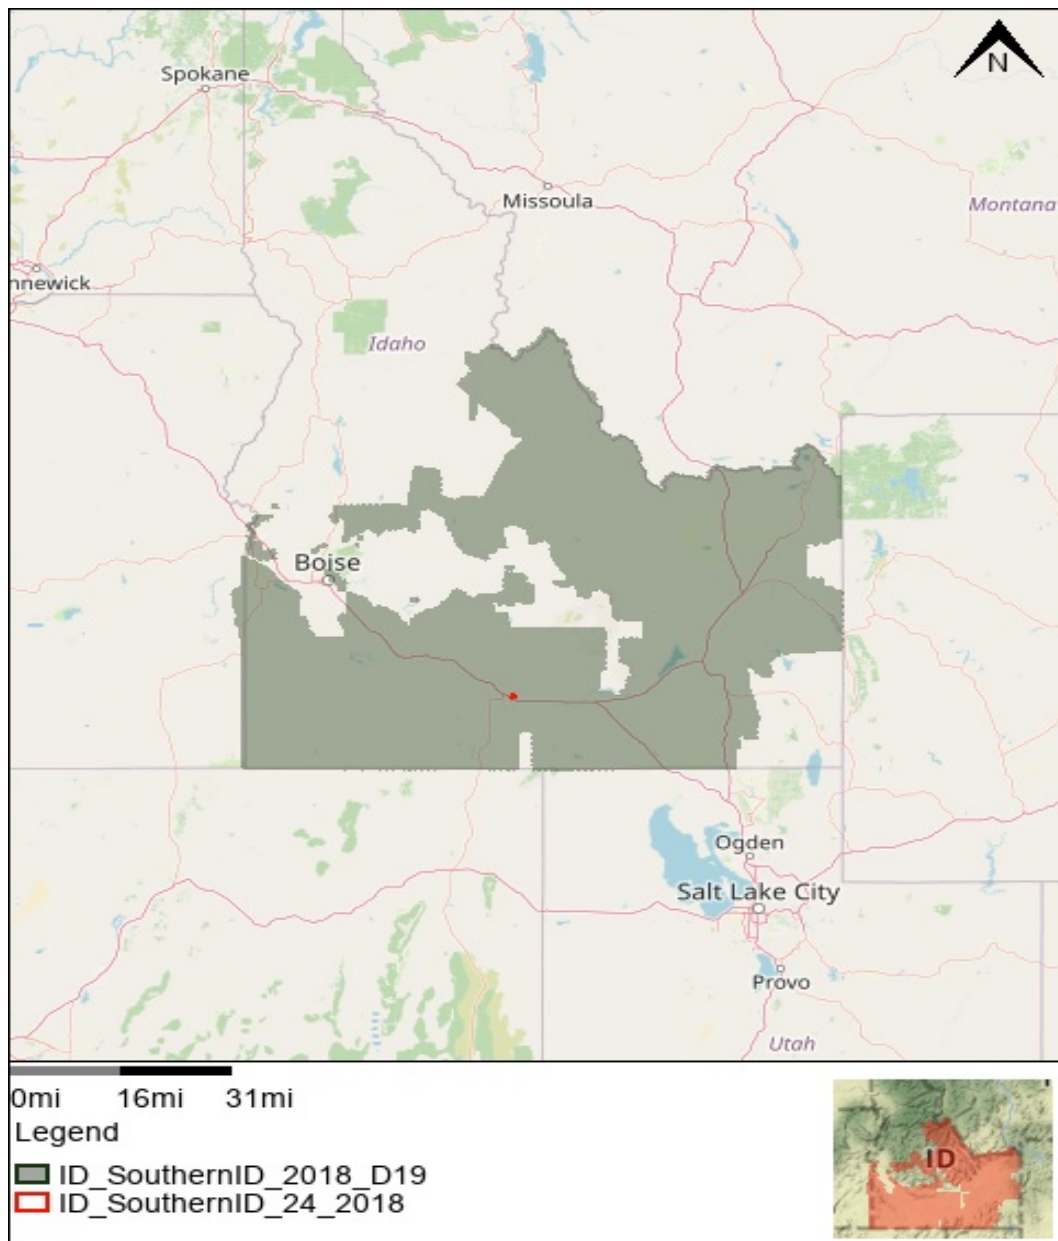 N
Spokane
Missoula
Montana
nnewick
Idaho
Boise
Ogden
Salt Lake City
Provo
Utah
0mi 16mi 31mi
Legend
ID_SouthernID_2018_D19
ID_SouthernID_24_2018
ID